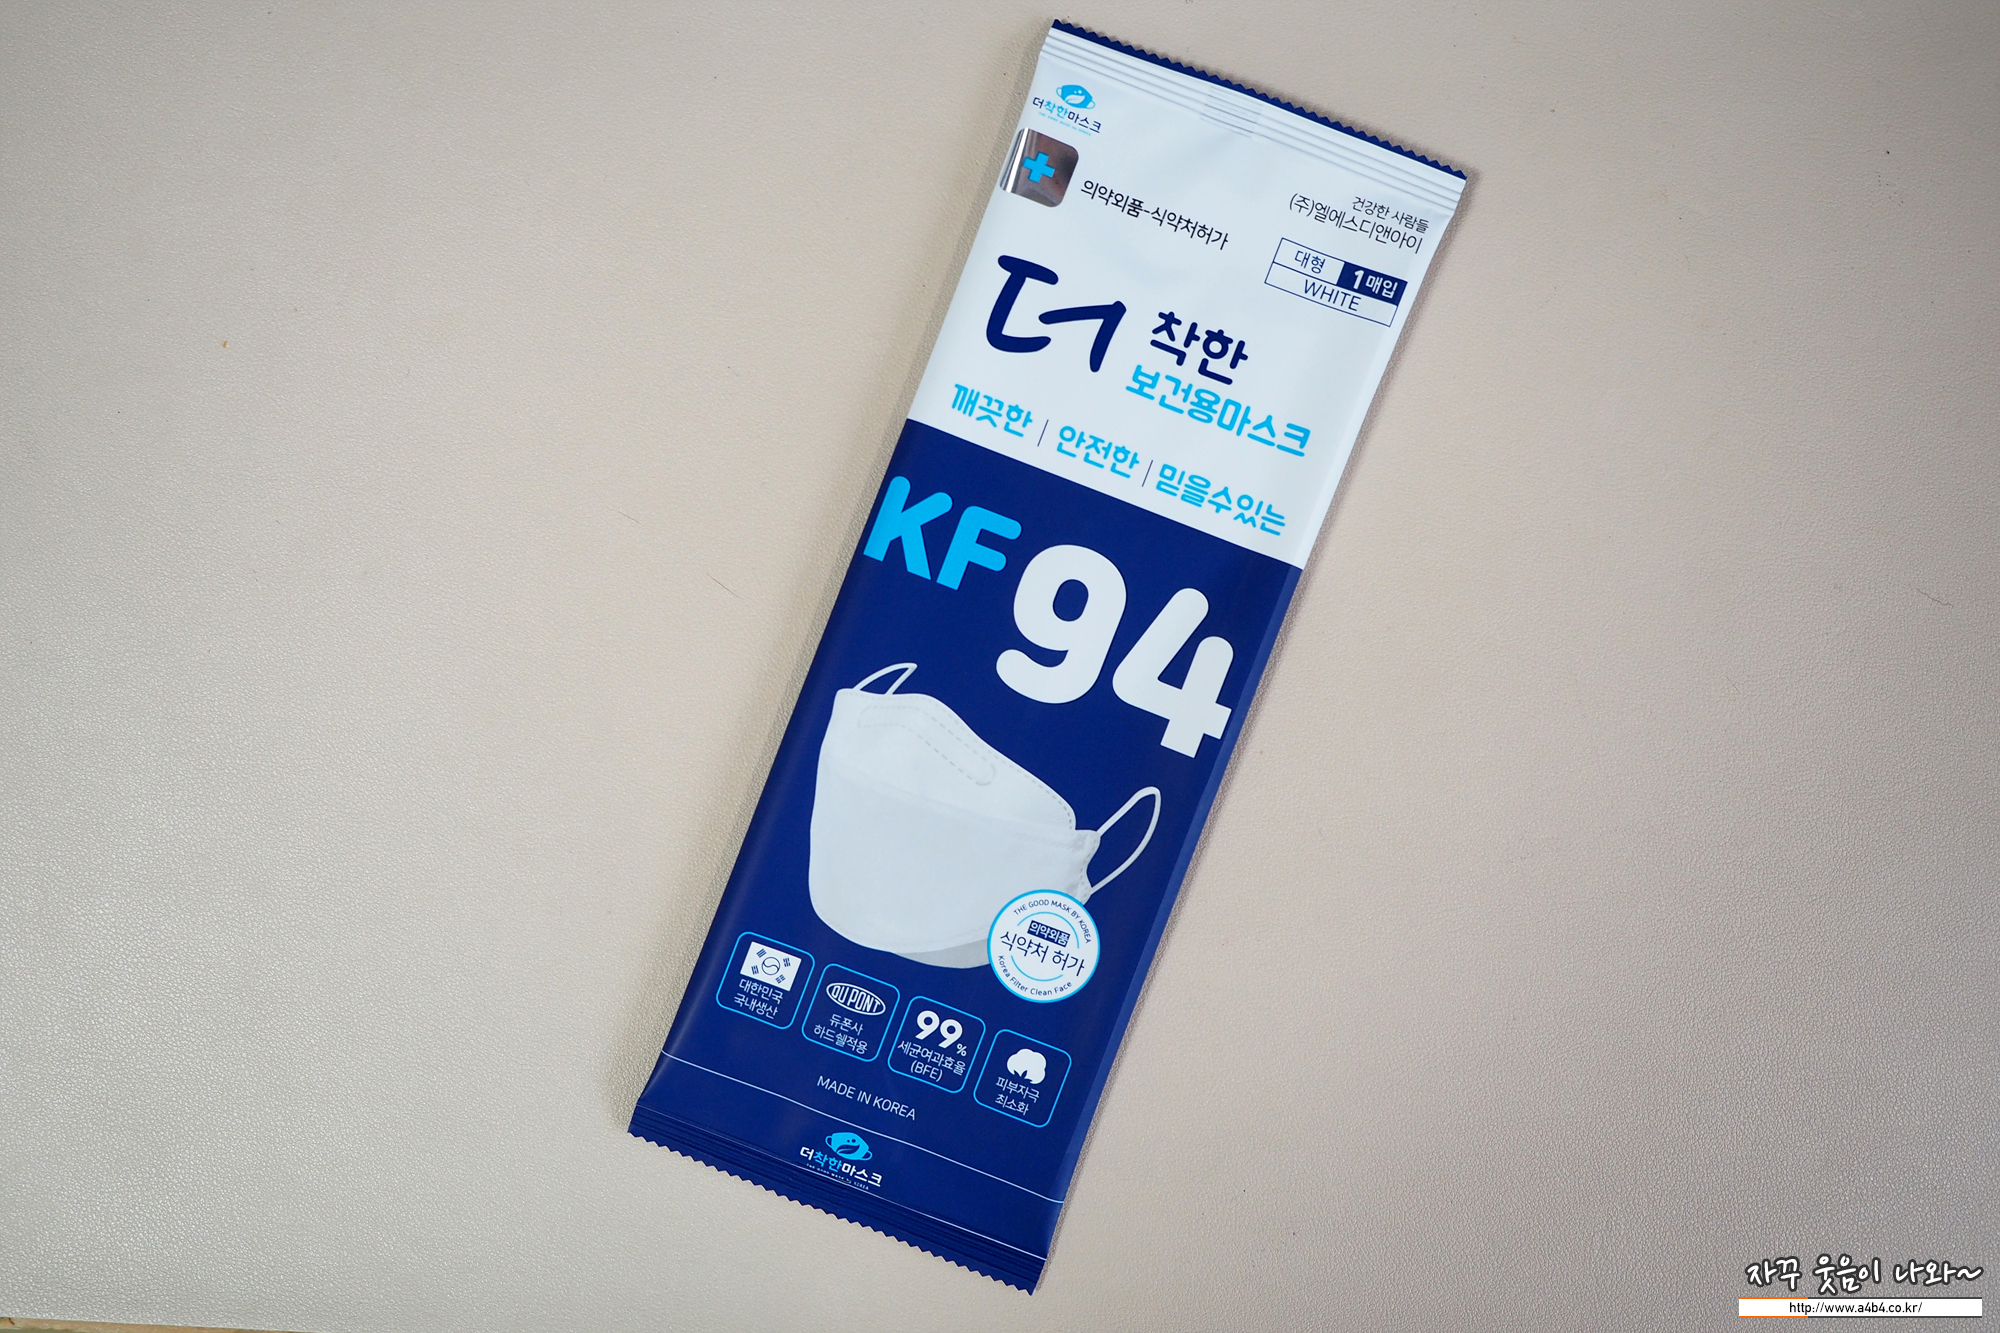 더착한마스크
의약외품-식약처허가
건강한 사람들
(주)엘에스디앤아이
대형 1매입
WHITE
더 착한
보건용마스크
깨끗한 | 안전한 | 믿을수있는
KF94
THE GOOD MASK BY KOREA
의약외품
식약처 허가
Korea Filter Clean Face
대한민국
국내생산
DUPONT
듀폰사
하드쉘적용
99%
세균여과효율
(BFE)
피부자극
최소화
MADE IN KOREA
더착한마스크
자꾸 웃음이 나와~
http://www.a4b4.co.kr/